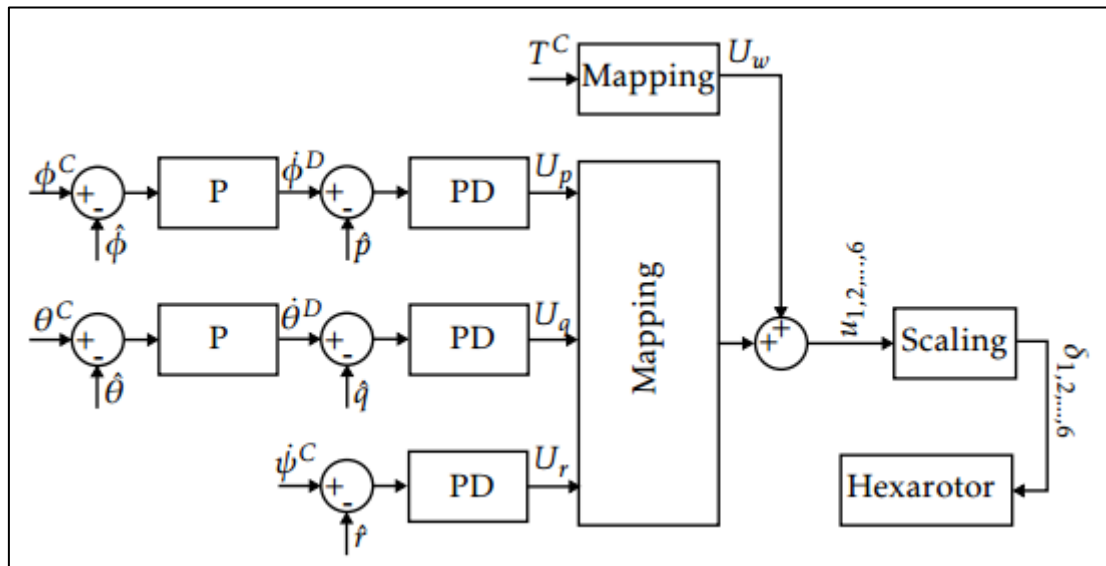 T^C
Mapping
U_w
ϕ^C
+
-
P
ϕ̇^D
+
-
PD
U_p
ϕ̂
p̂
θ^C
+
-
P
θ̇^D
+
-
PD
U_q
θ̂
q̂
ψ̇^C
+
-
PD
U_r
r̂
Mapping
+
+
u_{1,2,...,6}
Scaling
δ_{1,2,...,6}
Hexarotor